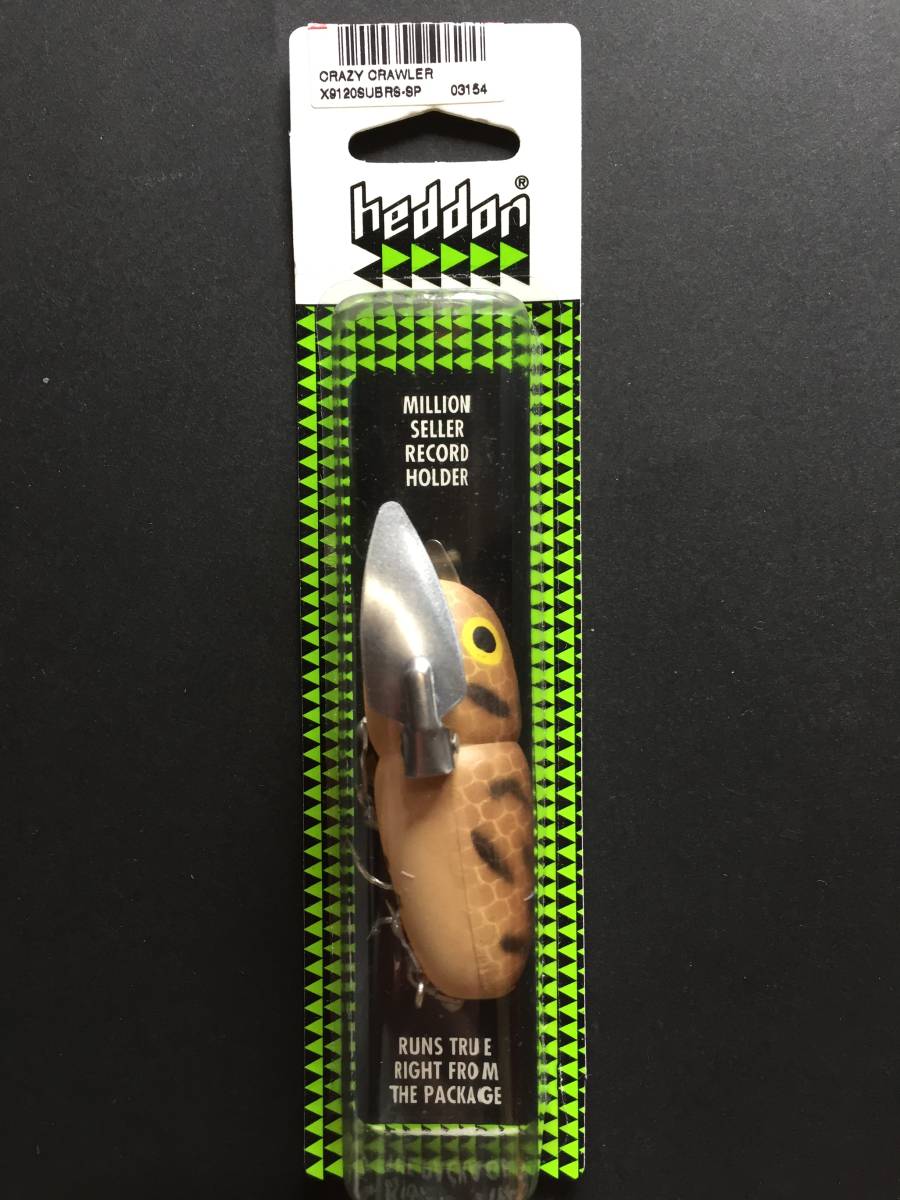 CRAZY CRAWLER
X9120SUBRS-SP 03154
heddon®
MILLION
SELLER
RECORD
HOLDER
RUNS TRUE
RIGHT FROM
THE PACKAGE